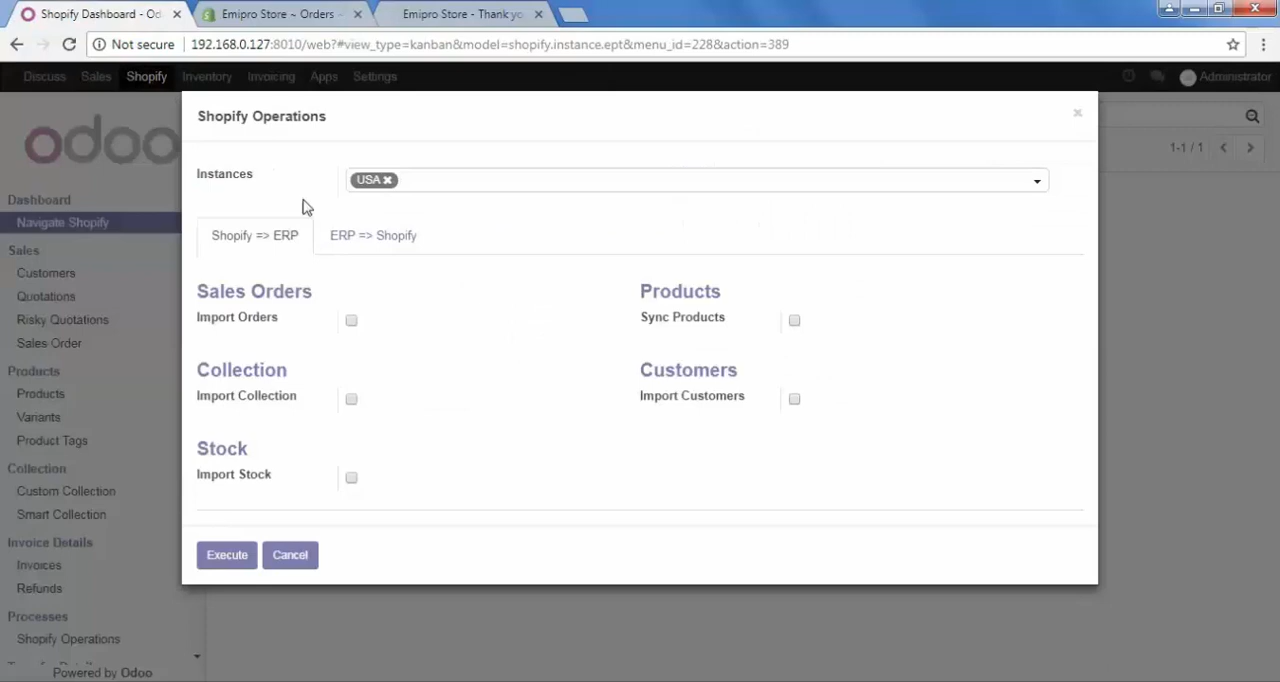 Shopify Dashboard - Od
Emipro Store ~ Orders -
Emipro Store - Thank yo
Not secure
192.168.0.127:8010/web?#view_type=kanban&model=shopify.instance.ept&menu_id=228&action=389
Discuss Sales Shopify Inventory Invoicing Apps Settings Administrator
odoo
1-1 / 1
Dashboard
Navigate Shopify
Sales
Customers
Quotations
Risky Quotations
Sales Order
Products
Products
Variants
Product Tags
Collection
Custom Collection
Smart Collection
Invoice Details
Invoices
Refunds
Processes
Shopify Operations
Powered by Odoo
Shopify Operations
Instances
USA
Shopify => ERP
ERP => Shopify
Sales Orders
Import Orders
Products
Sync Products
Collection
Import Collection
Customers
Import Customers
Stock
Import Stock
Execute
Cancel